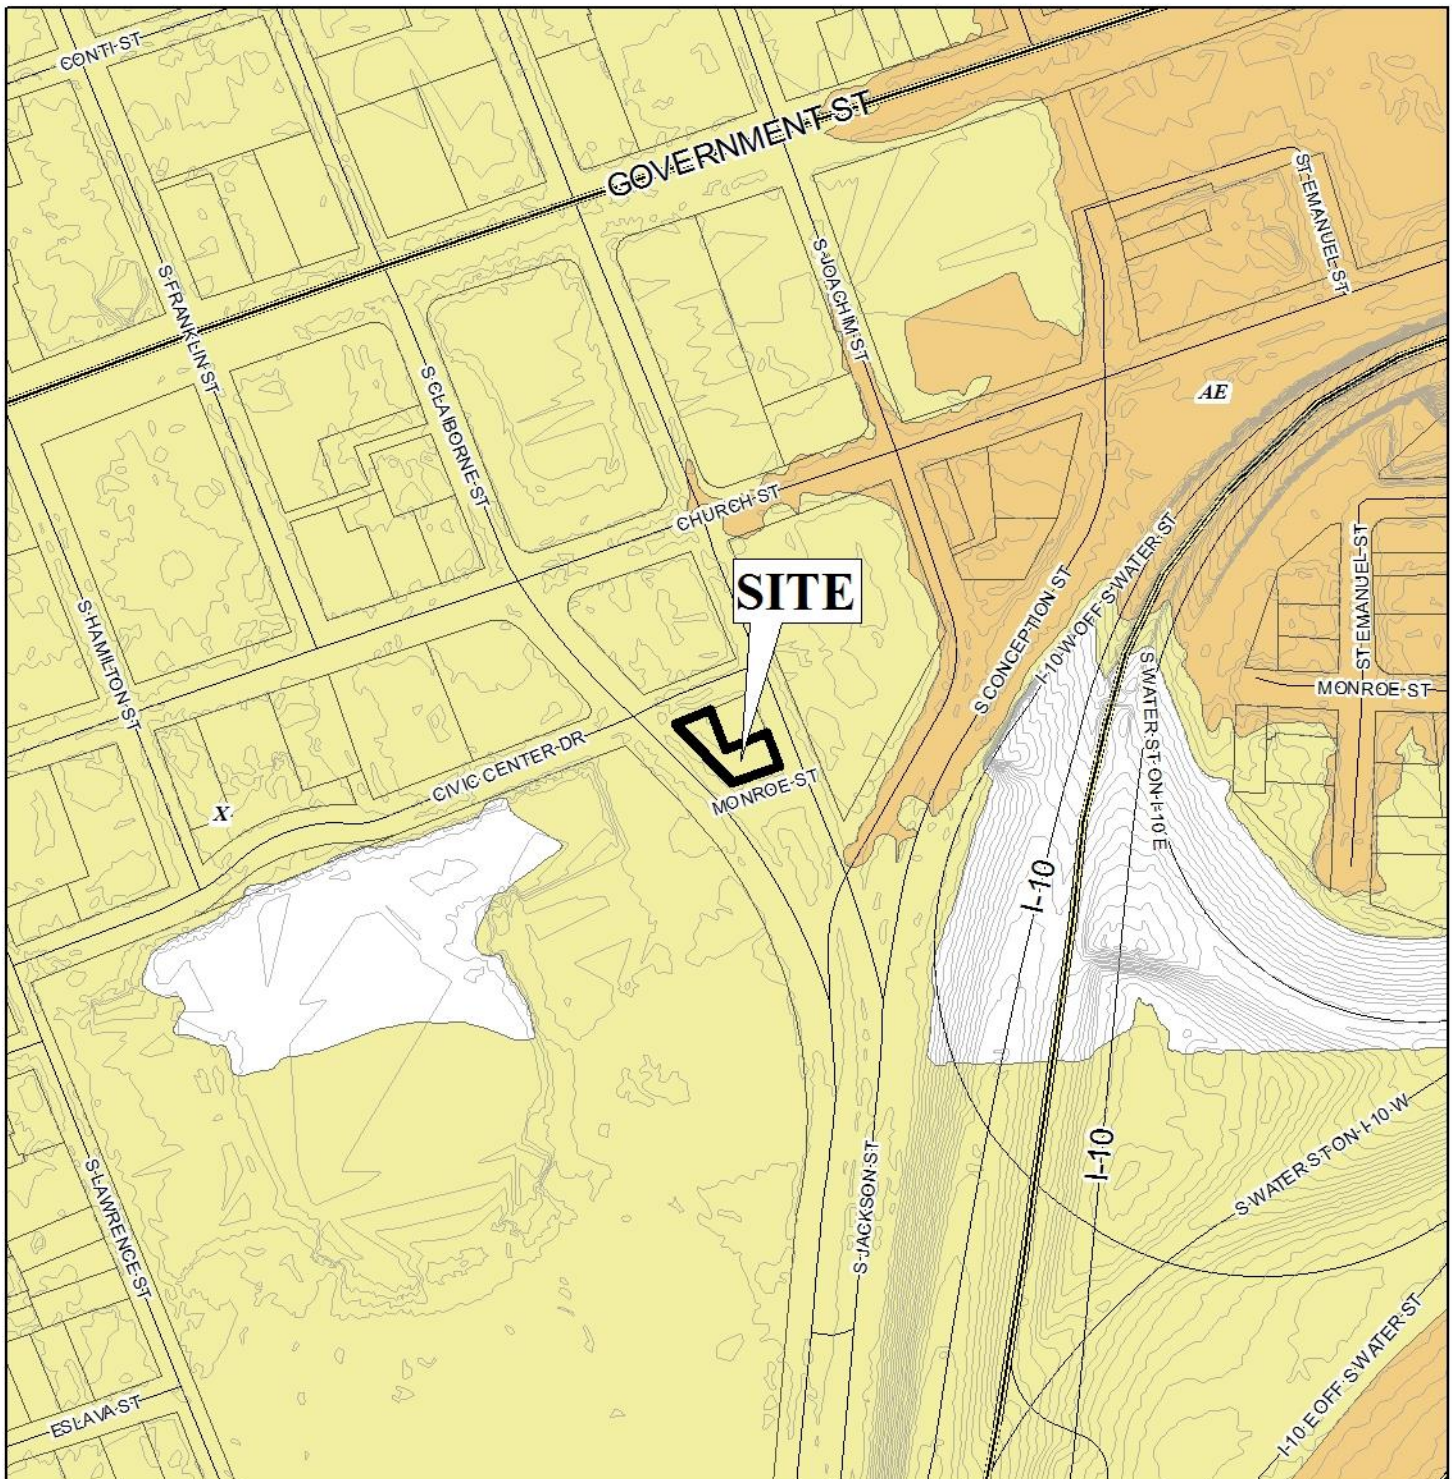 CONTI ST
GOVERNMENT ST
ST EMANUEL ST
S FRANKLIN ST
S JOACHIM ST
S CLAIBORNE ST
AE
CHURCH ST
SITE
I-10 W OFF S WATER ST
ST EMANUEL ST
S HAMILTON ST
S CONCEPTION ST
S WATER ST ON I-10 E
MONROE ST
CIVIC CENTER DR
MONROE ST
X
I-10
I-10
S WATER ST ON I-10 W
S LAWRENCE ST
S JACKSON ST
I-10 E OFF S WATER ST
ESLAVA ST